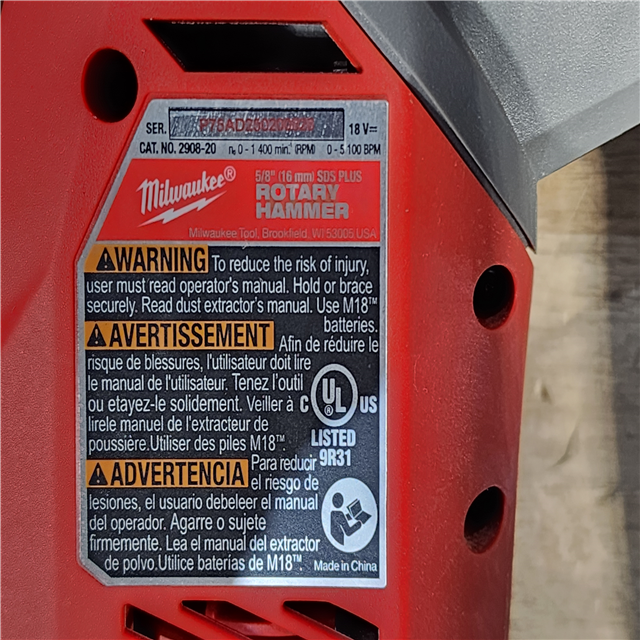 SER.
18 V
CAT. NO. 2908-20 n₀ 0 - 1 400 min.⁻¹ (RPM) 0 - 5 100 BPM
Milwaukee®
5/8" (16 mm) SDS PLUS
ROTARY
HAMMER
Milwaukee Tool, Brookfield, WI 53005 USA
WARNING To reduce the risk of injury,
user must read operator's manual. Hold or brace
securely. Read dust extractor's manual. Use M18™
batteries.
AVERTISSEMENT Afin de réduire le
risque de blessures, l'utilisateur doit lire
le manual de l'utilisateur. Tenez l'outil
ou etayez-le solidement. Veiller à
lirele manuel de l'extracteur de
poussière.Utiliser des piles M18™.
C UL® US
LISTED
9R31
ADVERTENCIA Para reducir
el riesgo de
lesiones, el usuario debeleer el manual
del operador. Agarre o sujete
firmemente. Lea el manual del extractor
de polvo.Utilice baterías de M18™.
Made in China